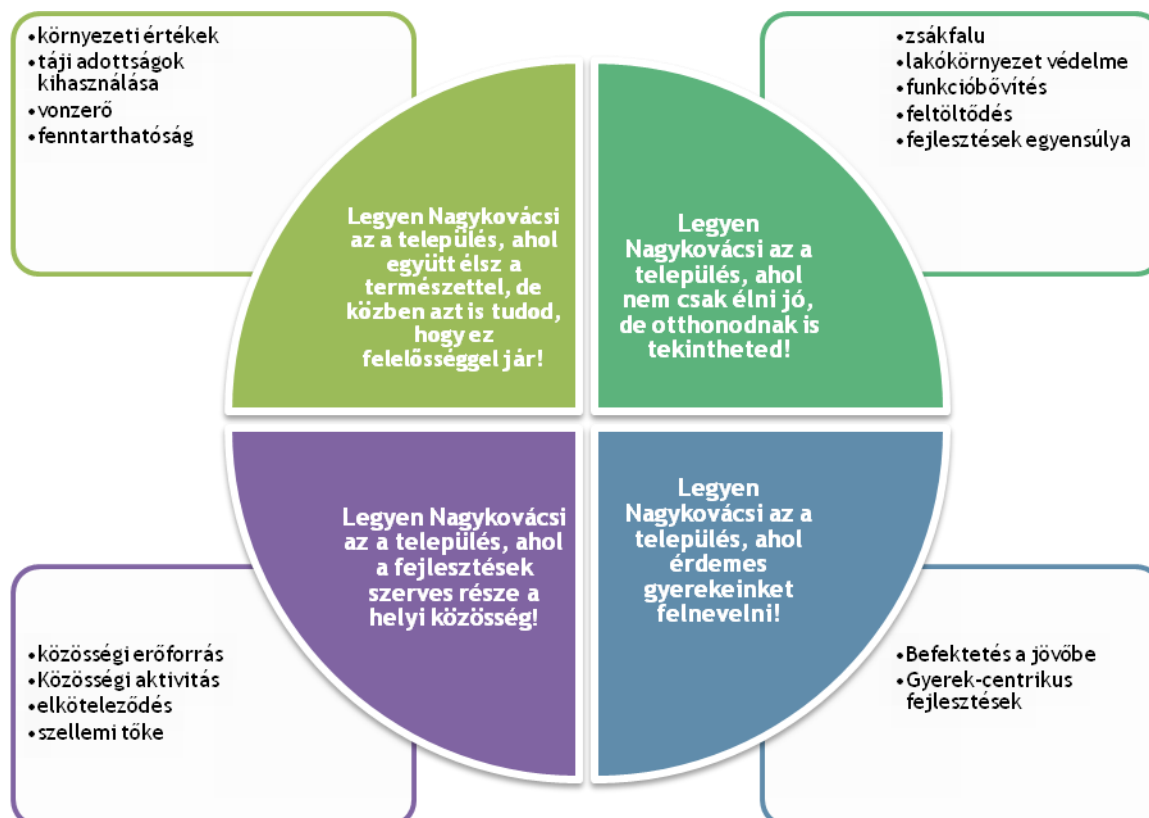 •környezeti értékek
•táji adottságok
kihasználása
•vonzerő
•fenntarthatóság
•zsákfalu
•lakókörnyezet védelme
•funkcióbővítés
•feltöltődés
•fejlesztések egyensúlya
Legyen Nagykovácsi
az a település, ahol
együtt élsz a
természettel, de
közben azt is tudod,
hogy ez
felelősséggel jár!
Legyen
Nagykovácsi az a
település, ahol
nem csak élni jó,
de otthonodnak is
tekintheted!
Legyen Nagykovácsi
az a település, ahol
a fejlesztések
szerves része a
helyi közösség!
Legyen
Nagykovácsi az a
település, ahol
érdemes
gyerekeinket
felnevelni!
•közösségi erőforrás
•Közösségi aktivitás
•elköteleződés
•szellemi tőke
•Befektetés a jövőbe
•Gyerek-centrikus
fejlesztések